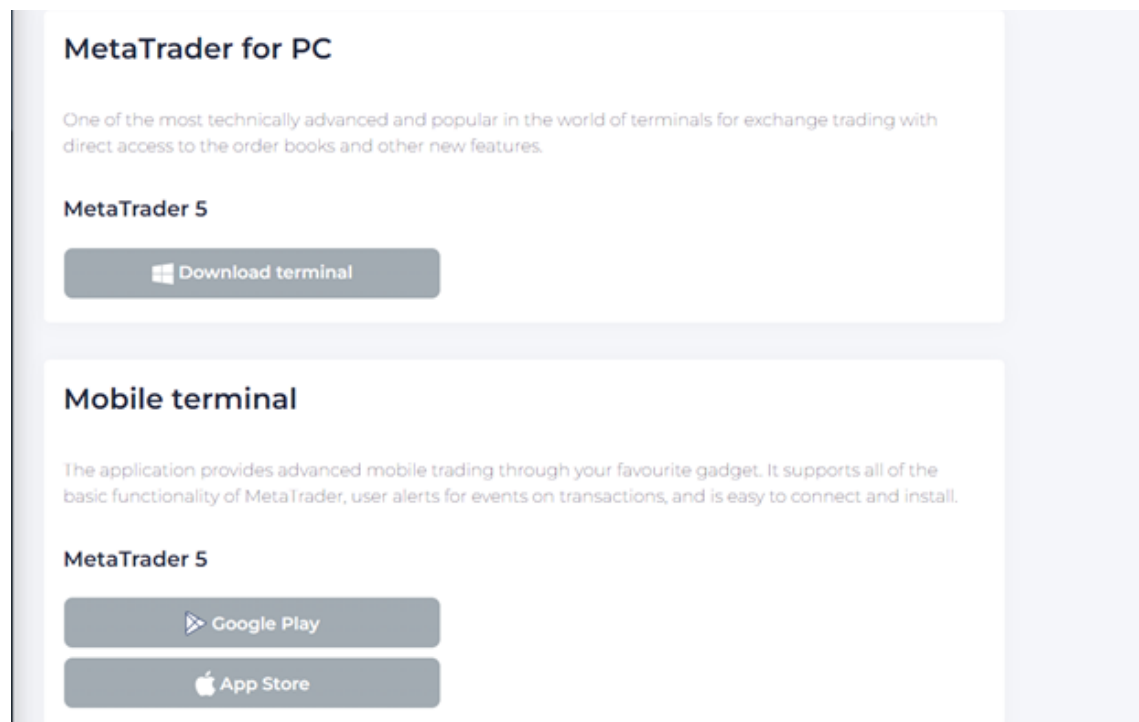 MetaTrader for PC
One of the most technically advanced and popular in the world of terminals for exchange trading with
direct access to the order books and other new features.
MetaTrader 5
Download terminal
Mobile terminal
The application provides advanced mobile trading through your favourite gadget. It supports all of the
basic functionality of MetaTrader, user alerts for events on transactions, and is easy to connect and install.
MetaTrader 5
Google Play
App Store